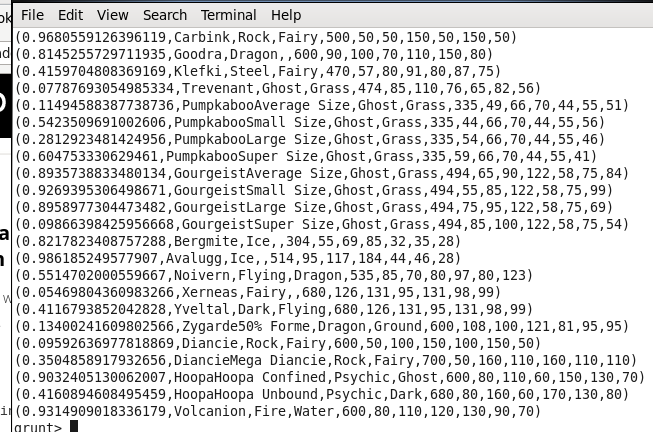 File Edit View Search Terminal Help
(0.9680559126396119,Carbink,Rock,Fairy,500,50,50,150,50,150,50)
(0.8145255729711935,Goodra,Dragon,,600,90,100,70,110,150,80)
(0.4159704808369169,Klefki,Steel,Fairy,470,57,80,91,80,87,75)
(0.07787693054985334,Trevenant,Ghost,Grass,474,85,110,76,65,82,56)
(0.11494588387738736,PumpkabooAverage Size,Ghost,Grass,335,49,66,70,44,55,51)
(0.5423509691002606,PumpkabooSmall Size,Ghost,Grass,335,44,66,70,44,55,56)
(0.2812923481424956,PumpkabooLarge Size,Ghost,Grass,335,54,66,70,44,55,46)
(0.604753330629461,PumpkabooSuper Size,Ghost,Grass,335,59,66,70,44,55,41)
(0.8935738833480134,GourgeistAverage Size,Ghost,Grass,494,65,90,122,58,75,84)
(0.9269395306498671,GourgeistSmall Size,Ghost,Grass,494,55,85,122,58,75,99)
(0.8958977304473482,GourgeistLarge Size,Ghost,Grass,494,75,95,122,58,75,69)
(0.09866398425956668,GourgeistSuper Size,Ghost,Grass,494,85,100,122,58,75,54)
(0.8217823408757288,Bergmite,Ice,,304,55,69,85,32,35,28)
(0.986185249577907,Avalugg,Ice,,514,95,117,184,44,46,28)
(0.5514702000559667,Noivern,Flying,Dragon,535,85,70,80,97,80,123)
(0.05469804360983266,Xerneas,Fairy,,680,126,131,95,131,98,99)
(0.4116793852042828,Yveltal,Dark,Flying,680,126,131,95,131,98,99)
(0.13400241609802566,Zygarde50% Forme,Dragon,Ground,600,108,100,121,81,95,95)
(0.09592636977818869,Diancie,Rock,Fairy,600,50,100,150,100,150,50)
(0.3504858917932656,DiancieMega Diancie,Rock,Fairy,700,50,160,110,160,110,110)
(0.9032405130062007,HoopaHoopa Confined,Psychic,Ghost,600,80,110,60,150,130,70)
(0.4160894608495459,HoopaHoopa Unbound,Psychic,Dark,680,80,160,60,170,130,80)
(0.9314909018336179,Volcanion,Fire,Water,600,80,110,120,130,90,70)
grunt>